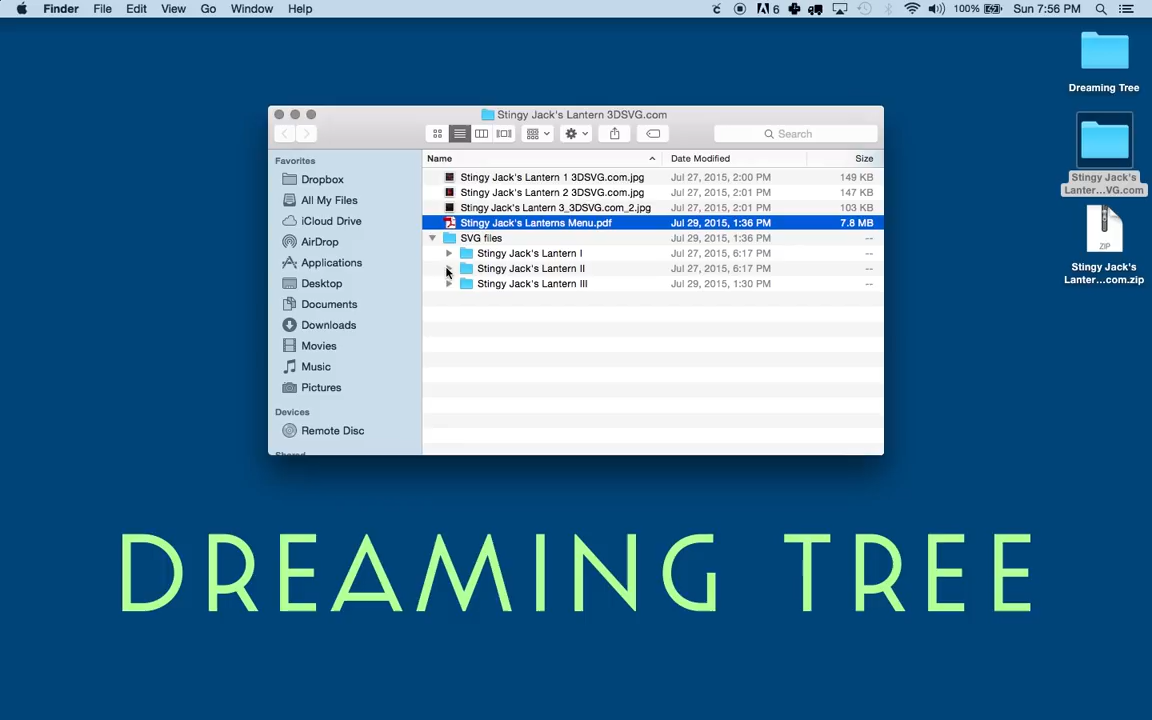 Finder File Edit View Go Window Help 6 100% Sun 7:56 PM
Stingy Jack's Lantern 3DSVG.com
Search
Favorites
Dropbox
All My Files
iCloud Drive
AirDrop
Applications
Desktop
Documents
Downloads
Movies
Music
Pictures
Devices
Remote Disc
Shared
Name Date Modified Size
Stingy Jack's Lantern 1 3DSVG.com.jpg Jul 27, 2015, 2:00 PM 149 KB
Stingy Jack's Lantern 2 3DSVG.com.jpg Jul 27, 2015, 2:01 PM 147 KB
Stingy Jack's Lantern 3_3DSVG.com_2.jpg Jul 27, 2015, 2:01 PM 103 KB
Stingy Jack's Lanterns Menu.pdf Jul 29, 2015, 1:36 PM 7.8 MB
SVG files Jul 29, 2015, 1:36 PM --
Stingy Jack's Lantern I Jul 27, 2015, 6:17 PM --
Stingy Jack's Lantern II Jul 27, 2015, 6:17 PM --
Stingy Jack's Lantern III Jul 29, 2015, 1:30 PM --
Dreaming Tree
Stingy Jack's
Lanter...VG.com
ZIP
Stingy Jack's
Lanter...com.zip
DREAMING TREE